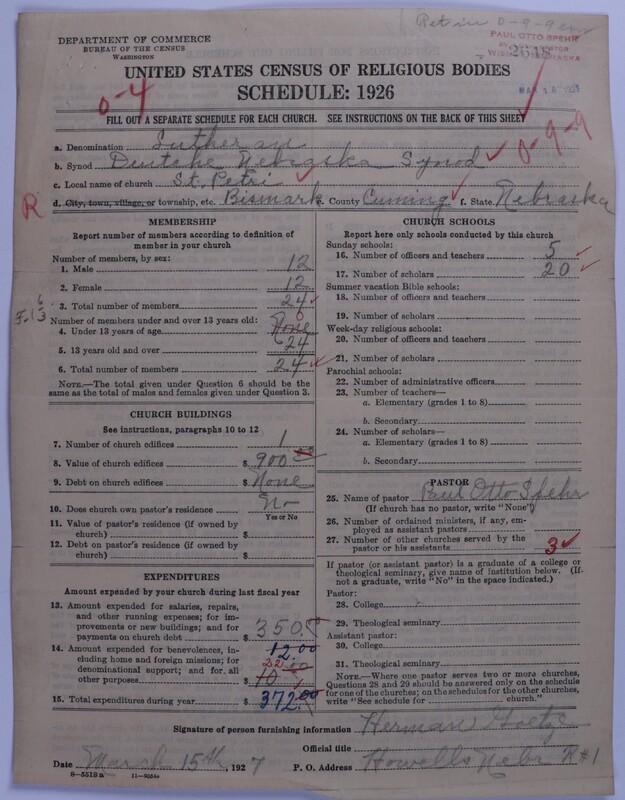 (Pet in 0-9-9 en
DEPARTMENT OF COMMERCE
BUREAU OF THE CENSUS
WASHINGTON
PAUL OTTO SPEHR
PASTOR
2618
UNITED STATES CENSUS OF RELIGIOUS BODIES
SCHEDULE: 1926
0-4
FILL OUT A SEPARATE SCHEDULE FOR EACH CHURCH. SEE INSTRUCTIONS ON THE BACK OF THIS SHEET
0-9-9
a. Denomination Lutheran
b. Synod Deutske Nebraska Synod
c. Local name of church St. Petri
R
d. City, town, village, or township, etc. Bismark e. County Cuming f. State Nebraska
MEMBERSHIP
Report number of members according to definition of member in your church
Number of members, by sex:
1. Male 12
2. Female 12
3. Total number of members 24
Number of members under and over 13 years old:
4. Under 13 years of age None 0
5. 13 years old and over 24
6. Total number of members 24
NOTE.—The total given under Question 6 should be the same as the total of males and females given under Question 3.
CHURCH BUILDINGS
See instructions, paragraphs 10 to 12
7. Number of church edifices 1
8. Value of church edifices $ 900
9. Debt on church edifices $ None
10. Does church own pastor's residence No
Yes or No
11. Value of pastor's residence (if owned by church) $
12. Debt on pastor's residence (if owned by church) $
EXPENDITURES
Amount expended by your church during last fiscal year
13. Amount expended for salaries, repairs, and other running expenses; for improvements or new buildings; and for payments on church debt $ 350.
14. Amount expended for benevolences, including home and foreign missions; for denominational support; and for all other purposes $ 12.00
22
10
15. Total expenditures during year $ 372.00
CHURCH SCHOOLS
Report here only schools conducted by this church
Sunday schools:
16. Number of officers and teachers 5
17. Number of scholars 20
Summer vacation Bible schools:
18. Number of officers and teachers
19. Number of scholars
Week-day religious schools:
20. Number of officers and teachers
21. Number of scholars
Parochial schools:
22. Number of administrative officers
23. Number of teachers—
a. Elementary (grades 1 to 8)
b. Secondary
24. Number of scholars—
a. Elementary (grades 1 to 8)
b. Secondary
PASTOR
25. Name of pastor Paul Otto Spehr
(If church has no pastor, write "None")
26. Number of ordained ministers, if any, employed as assistant pastors
27. Number of other churches served by the pastor or his assistants 3
If pastor (or assistant pastor) is a graduate of a college or theological seminary, give name of institution below. (If not a graduate, write "No" in the space indicated.)
Pastor:
28. College
29. Theological seminary
Assistant pastor:
30. College
31. Theological seminary
NOTE.—Where one pastor serves two or more churches, Questions 28 and 29 should be answered only on the schedule for one of the churches; on the schedules for the other churches, write "See schedule for church."
Signature of person furnishing information Herman Goetze
Official title
Date March 15th, 1927 P. O. Address Howells Nebr R#1
8-5518a